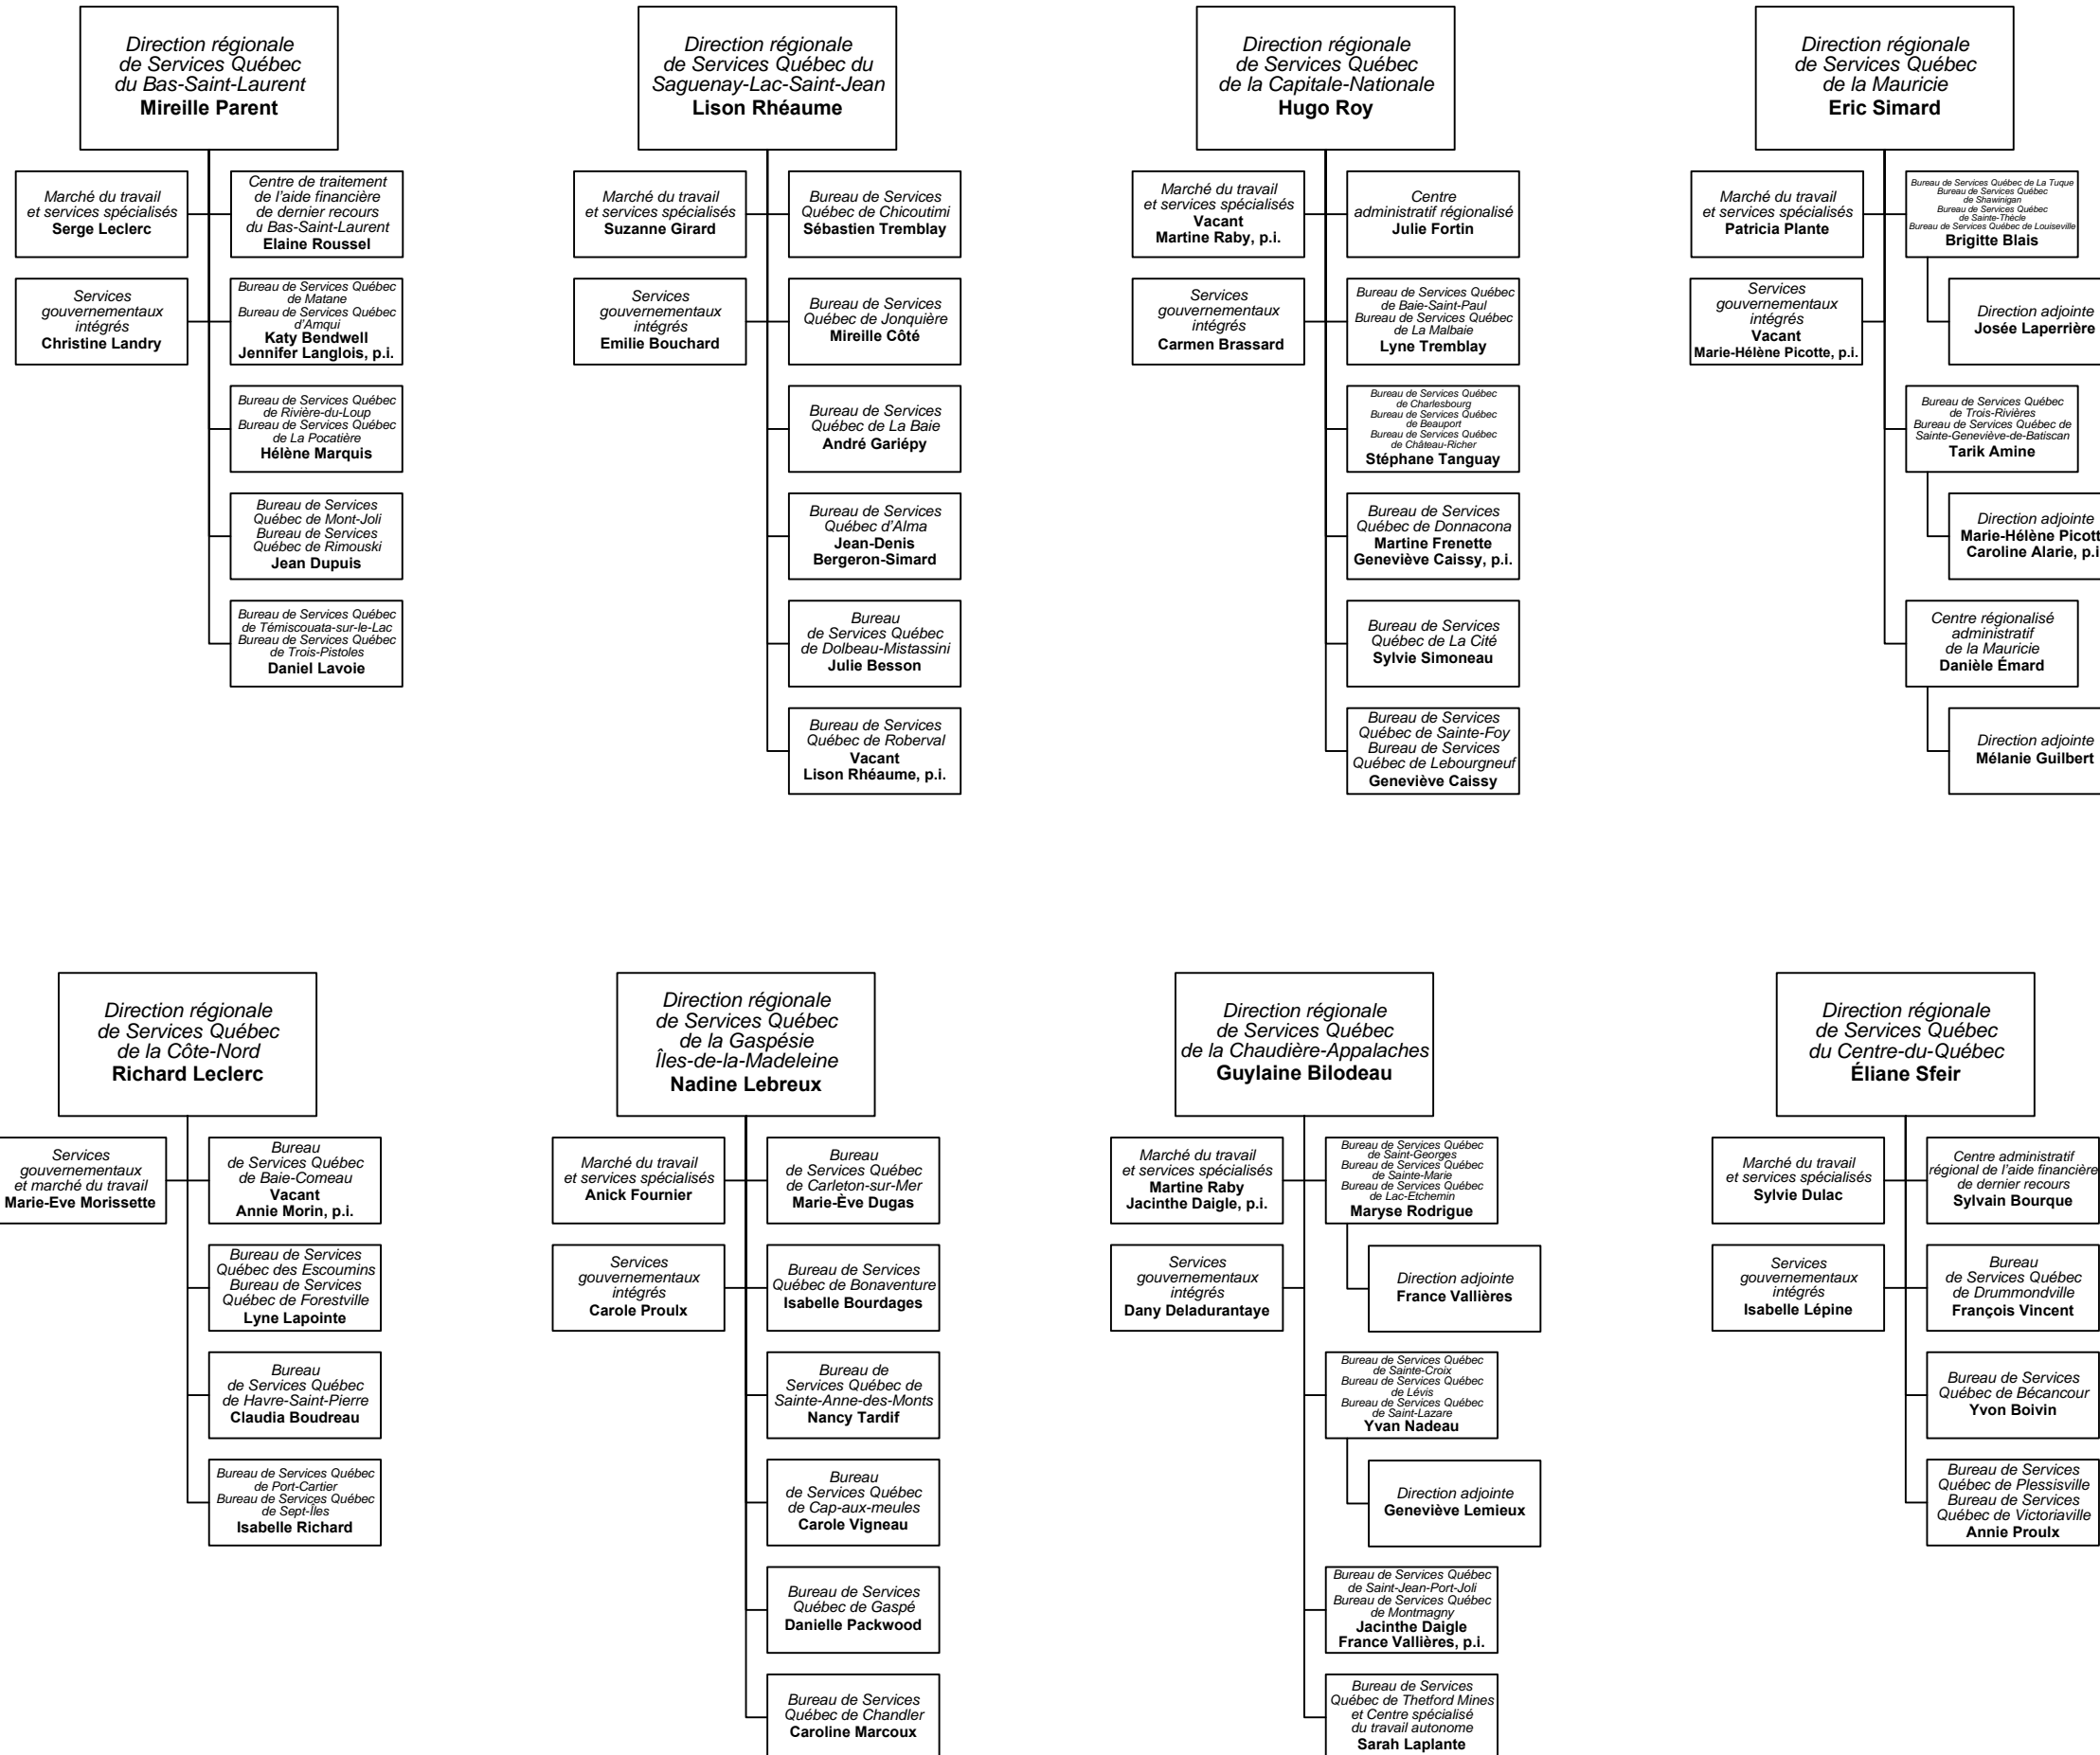 Direction régionale
de Services Québec
du Bas-Saint-Laurent
Mireille Parent
Marché du travail
et services spécialisés
Serge Leclerc
Centre de traitement
de l'aide financière
de dernier recours
du Bas-Saint-Laurent
Elaine Roussel
Services
gouvernementaux
intégrés
Christine Landry
Bureau de Services Québec
de Matane
Bureau de Services Québec
d'Amqui
Katy Bendwell
Jennifer Langlois, p.i.
Bureau de Services Québec
de Rivière-du-Loup
Bureau de Services Québec
de La Pocatière
Hélène Marquis
Bureau de Services
Québec de Mont-Joli
Bureau de Services
Québec de Rimouski
Jean Dupuis
Bureau de Services Québec
de Témiscouata-sur-le-Lac
Bureau de Services Québec
de Trois-Pistoles
Daniel Lavoie
Direction régionale
de Services Québec du
Saguenay-Lac-Saint-Jean
Lison Rhéaume
Marché du travail
et services spécialisés
Suzanne Girard
Bureau de Services
Québec de Chicoutimi
Sébastien Tremblay
Services
gouvernementaux
intégrés
Emilie Bouchard
Bureau de Services
Québec de Jonquière
Mireille Côté
Bureau de Services
Québec de La Baie
André Gariépy
Bureau de Services
Québec d'Alma
Jean-Denis
Bergeron-Simard
Bureau
de Services Québec
de Dolbeau-Mistassini
Julie Besson
Bureau de Services
Québec de Roberval
Vacant
Lison Rhéaume, p.i.
Direction régionale
de Services Québec
de la Capitale-Nationale
Hugo Roy
Marché du travail
et services spécialisés
Vacant
Martine Raby, p.i.
Centre
administratif régionalisé
Julie Fortin
Services
gouvernementaux
intégrés
Carmen Brassard
Bureau de Services Québec
de Baie-Saint-Paul
Bureau de Services Québec
de La Malbaie
Lyne Tremblay
Bureau de Services Québec
de Charlesbourg
Bureau de Services Québec
de Beauport
Bureau de Services Québec
de Château-Richer
Stéphane Tanguay
Bureau de Services
Québec de Donnacona
Martine Frenette
Geneviève Caissy, p.i.
Bureau de Services
Québec de La Cité
Sylvie Simoneau
Bureau de Services
Québec de Sainte-Foy
Bureau de Services
Québec de Lebourgneuf
Geneviève Caissy
Direction régionale
de Services Québec
de la Mauricie
Eric Simard
Marché du travail
et services spécialisés
Patricia Plante
Bureau de Services Québec de La Tuque
Bureau de Services Québec
de Shawinigan
Bureau de Services Québec
de Sainte-Thècle
Bureau de Services Québec de Louiseville
Brigitte Blais
Services
gouvernementaux
intégrés
Vacant
Marie-Hélène Picotte, p.i.
Direction adjointe
Josée Laperrière
Bureau de Services Québec
de Trois-Rivières
Bureau de Services Québec de
Sainte-Geneviève-de-Batiscan
Tarik Amine
Direction adjointe
Marie-Hélène Picott
Caroline Alarie, p.i
Centre régionalisé
administratif
de la Mauricie
Danièle Émard
Direction adjointe
Mélanie Guilbert
Direction régionale
de Services Québec
de la Côte-Nord
Richard Leclerc
Services
gouvernementaux
et marché du travail
Marie-Eve Morissette
Bureau
de Services Québec
de Baie-Comeau
Vacant
Annie Morin, p.i.
Bureau de Services
Québec des Escoumins
Bureau de Services
Québec de Forestville
Lyne Lapointe
Bureau
de Services Québec
de Havre-Saint-Pierre
Claudia Boudreau
Bureau de Services Québec
de Port-Cartier
Bureau de Services Québec
de Sept-Îles
Isabelle Richard
Direction régionale
de Services Québec
de la Gaspésie
Îles-de-la-Madeleine
Nadine Lebreux
Marché du travail
et services spécialisés
Anick Fournier
Bureau
de Services Québec
de Carleton-sur-Mer
Marie-Ève Dugas
Services
gouvernementaux
intégrés
Carole Proulx
Bureau de Services
Québec de Bonaventure
Isabelle Bourdages
Bureau de
Services Québec de
Sainte-Anne-des-Monts
Nancy Tardif
Bureau
de Services Québec
de Cap-aux-meules
Carole Vigneau
Bureau de Services
Québec de Gaspé
Danielle Packwood
Bureau de Services
Québec de Chandler
Caroline Marcoux
Direction régionale
de Services Québec
de la Chaudière-Appalaches
Guylaine Bilodeau
Marché du travail
et services spécialisés
Martine Raby
Jacinthe Daigle, p.i.
Bureau de Services Québec
de Saint-Georges
Bureau de Services Québec
de Sainte-Marie
Bureau de Services Québec
de Lac-Etchemin
Maryse Rodrigue
Services
gouvernementaux
intégrés
Dany Deladurantaye
Direction adjointe
France Vallières
Bureau de Services Québec
de Sainte-Croix
Bureau de Services Québec
de Lévis
Bureau de Services Québec
de Saint-Lazare
Yvan Nadeau
Direction adjointe
Geneviève Lemieux
Bureau de Services Québec
de Saint-Jean-Port-Joli
Bureau de Services Québec
de Montmagny
Jacinthe Daigle
France Vallières, p.i.
Bureau de Services
Québec de Thetford Mines
et Centre spécialisé
du travail autonome
Sarah Laplante
Direction régionale
de Services Québec
du Centre-du-Québec
Éliane Sfeir
Marché du travail
et services spécialisés
Sylvie Dulac
Centre administratif
régional de l'aide financière
de dernier recours
Sylvain Bourque
Services
gouvernementaux
intégrés
Isabelle Lépine
Bureau
de Services Québec
de Drummondville
François Vincent
Bureau de Services
Québec de Bécancour
Yvon Boivin
Bureau de Services
Québec de Plessisville
Bureau de Services
Québec de Victoriaville
Annie Proulx